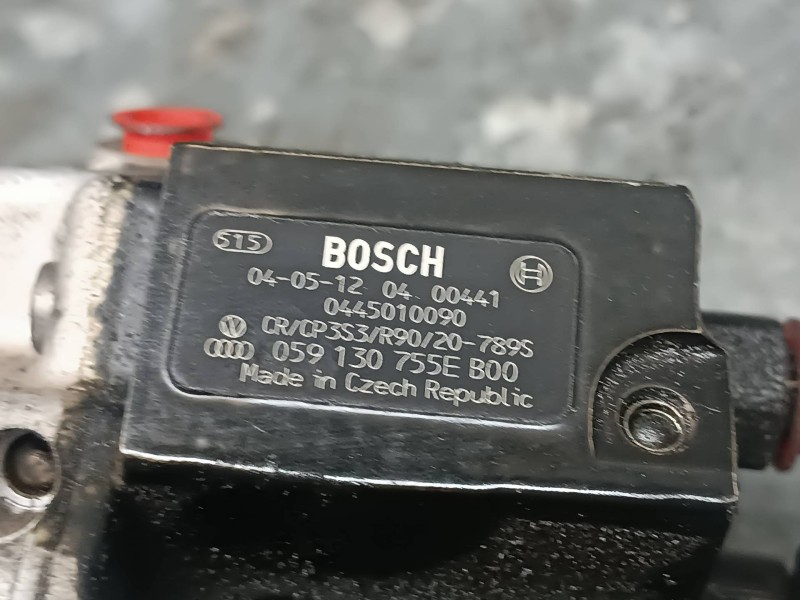 615 BOSCH
04-05-12 04 00441
0445010090
CR/CP3S3/R90/20-789S
059 130 755E B00
Made in Czech Republic